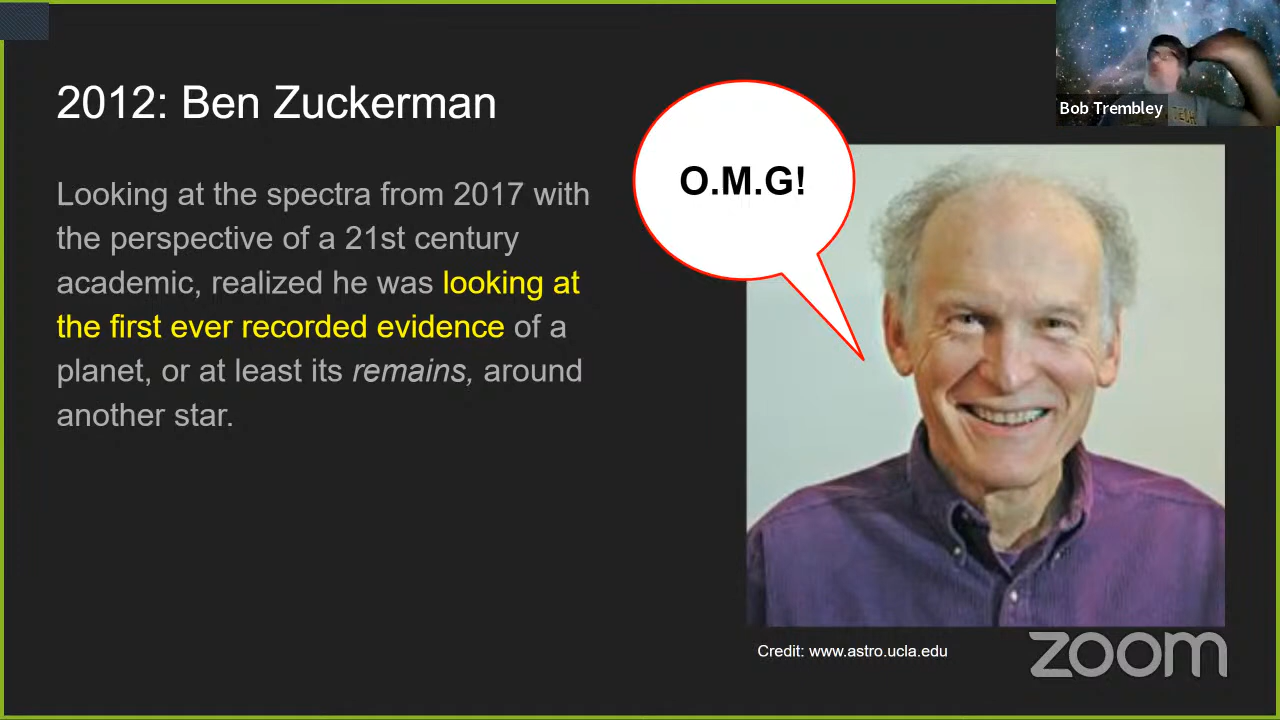 2012: Ben Zuckerman
Looking at the spectra from 2017 with
the perspective of a 21st century
academic, realized he was looking at
the first ever recorded evidence of a
planet, or at least its remains, around
another star.
O.M.G!
Bob Trembley
Credit: www.astro.ucla.edu
zoom